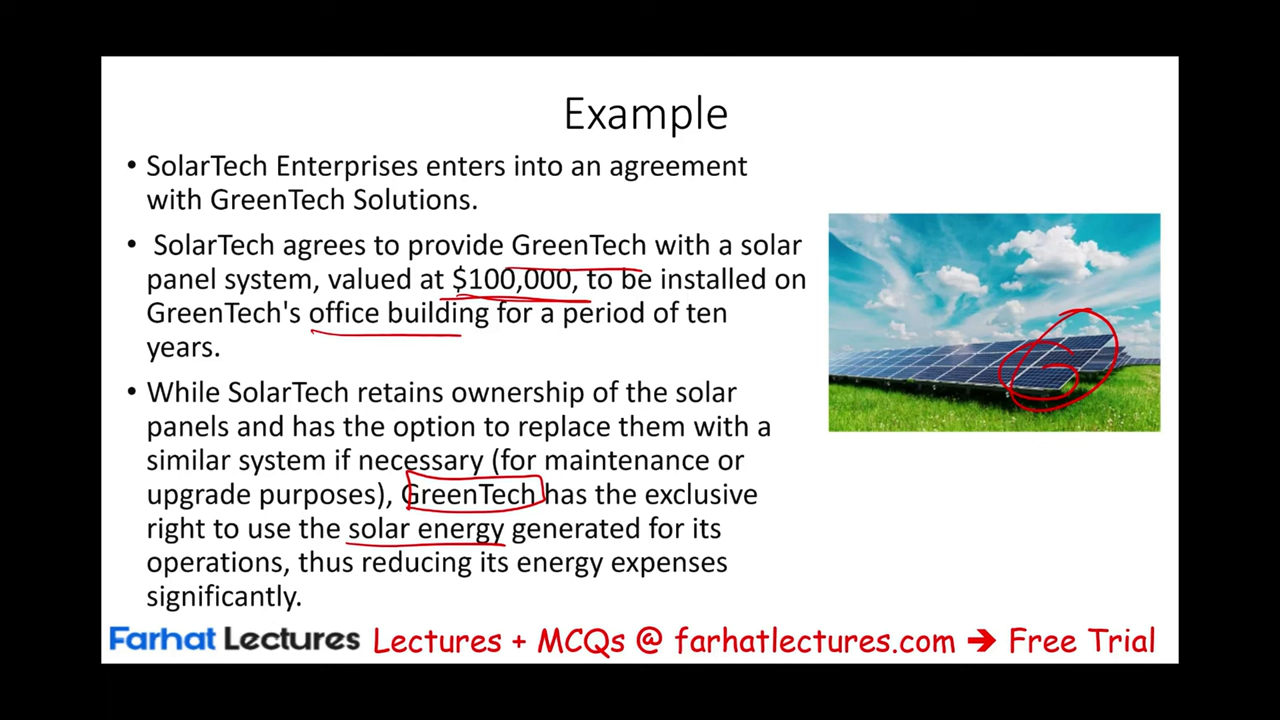 Example
• SolarTech Enterprises enters into an agreement
with GreenTech Solutions.
• SolarTech agrees to provide GreenTech with a solar
panel system, valued at $100,000, to be installed on
GreenTech's office building for a period of ten
years.
• While SolarTech retains ownership of the solar
panels and has the option to replace them with a
similar system if necessary (for maintenance or
upgrade purposes), GreenTech has the exclusive
right to use the solar energy generated for its
operations, thus reducing its energy expenses
significantly.
Farhat Lectures Lectures + MCQs @ farhatlectures.com ➔ Free Trial